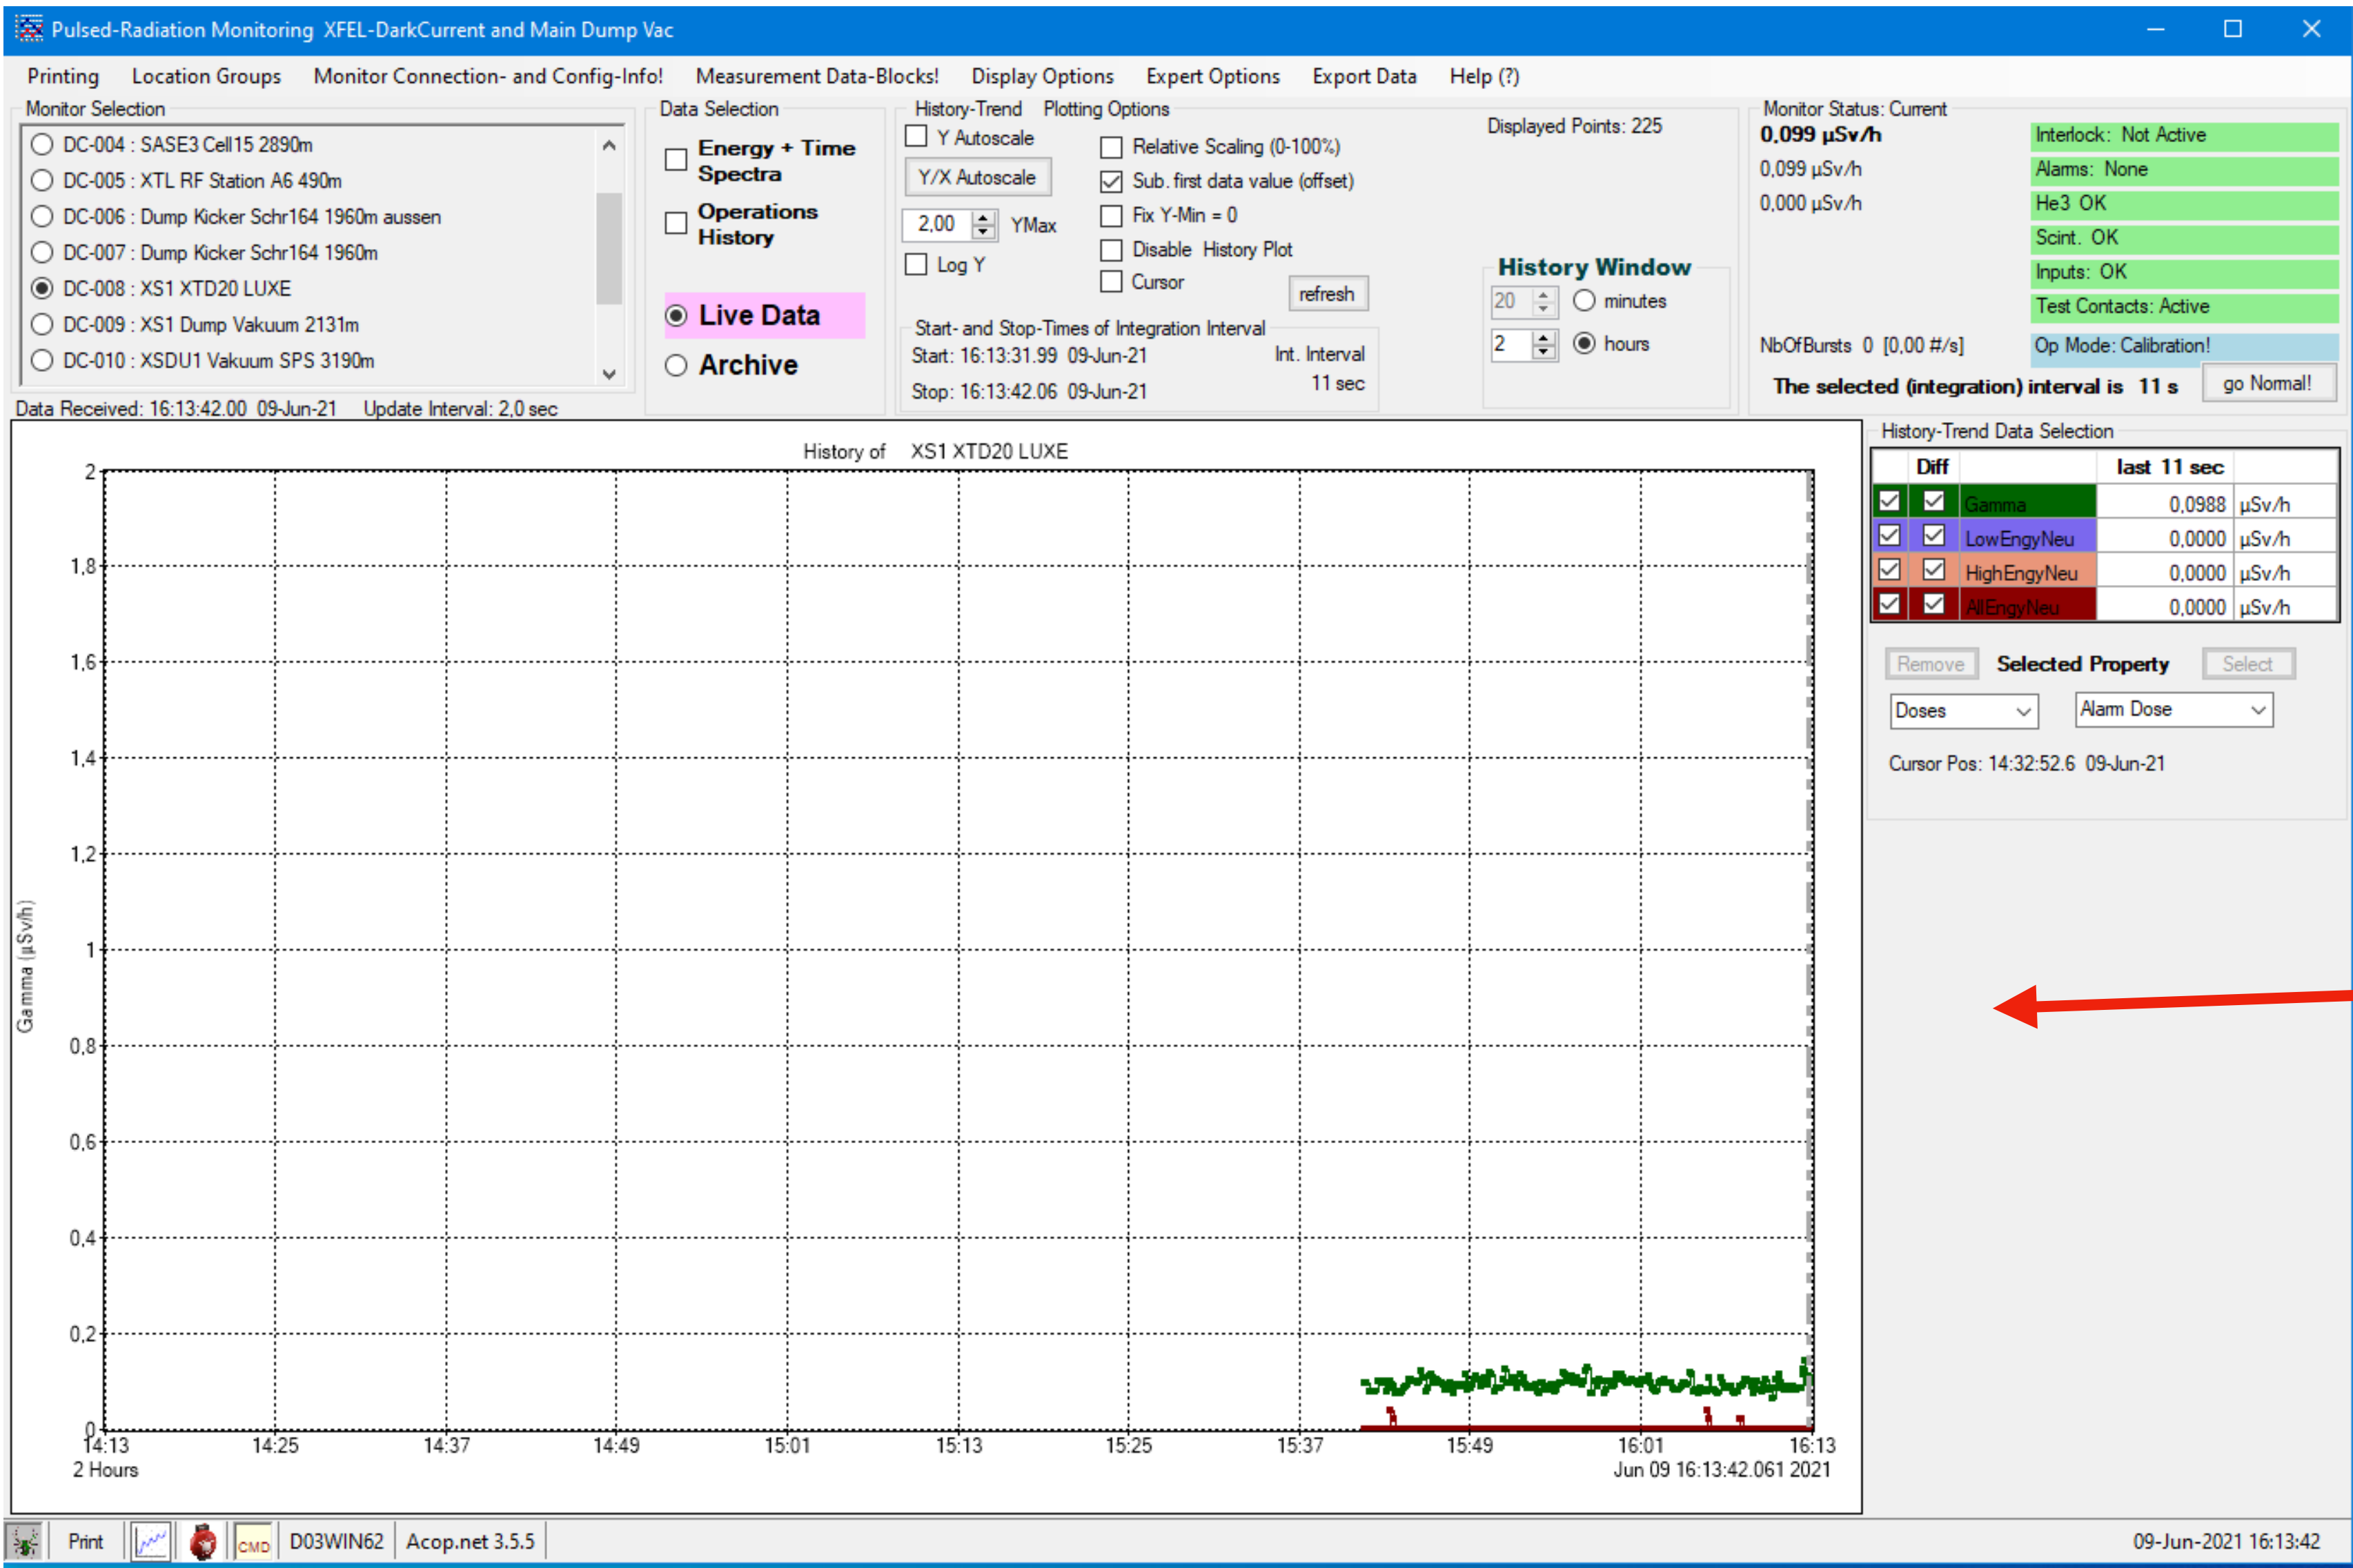 Pulsed-Radiation Monitoring XFEL-DarkCurrent and Main Dump Vac
Printing Location Groups Monitor Connection- and Config-Info! Measurement Data-Blocks! Display Options Expert Options Export Data Help (?)
Monitor Selection
DC-004 : SASE3 Cell15 2890m
DC-005 : XTL RF Station A6 490m
DC-006 : Dump Kicker Schr164 1960m aussen
DC-007 : Dump Kicker Schr164 1960m
DC-008 : XS1 XTD20 LUXE
DC-009 : XS1 Dump Vakuum 2131m
DC-010 : XSDU1 Vakuum SPS 3190m
Data Received: 16:13:42.00 09-Jun-21 Update Interval: 2,0 sec
Data Selection
Energy + Time
Spectra
Operations
History
Live Data
Archive
History-Trend Plotting Options
Y Autoscale
Y/X Autoscale
2,00 YMax
Log Y
Relative Scaling (0-100%)
Sub. first data value (offset)
Fix Y-Min = 0
Disable History Plot
Cursor
refresh
Displayed Points: 225
Start- and Stop-Times of Integration Interval
Start: 16:13:31.99 09-Jun-21 Int. Interval
Stop: 16:13:42.06 09-Jun-21 11 sec
History Window
20 minutes
2 hours
Monitor Status: Current
0,099 µSv/h
0,099 µSv/h
0,000 µSv/h
Interlock: Not Active
Alarms: None
He3 OK
Scint. OK
Inputs: OK
Test Contacts: Active
NbOfBursts 0 [0,00 #/s] Op Mode: Calibration!
The selected (integration) interval is 11 s go Normal!
History of XS1 XTD20 LUXE
Gamma (µSv/h)
2
1,8
1,6
1,4
1,2
1
0,8
0,6
0,4
0,2
0
14:13 14:25 14:37 14:49 15:01 15:13 15:25 15:37 15:49 16:01 16:13
2 Hours Jun 09 16:13:42.061 2021
History-Trend Data Selection
Diff last 11 sec
Gamma 0,0988 µSv/h
LowEngyNeu 0,0000 µSv/h
HighEngyNeu 0,0000 µSv/h
AllEngyNeu 0,0000 µSv/h
Remove Selected Property Select
Doses Alarm Dose
Cursor Pos: 14:32:52.6 09-Jun-21
Print CMD D03WIN62 Acop.net 3.5.5 09-Jun-2021 16:13:42